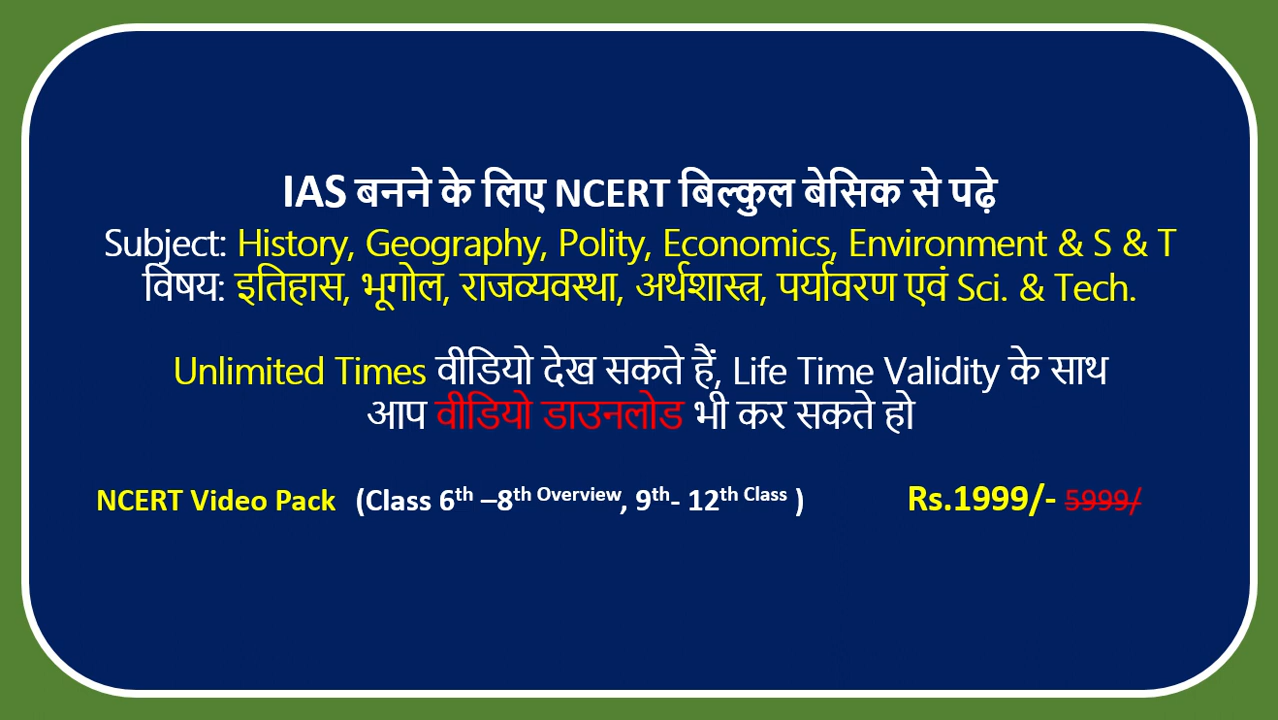 IAS बनने के लिए NCERT बिल्कुल बेसिक से पढ़े
Subject: History, Geography, Polity, Economics, Environment & S & T
विषय: इतिहास, भूगोल, राजव्यवस्था, अर्थशास्त्र, पर्यावरण एवं Sci. & Tech.
Unlimited Times वीडियो देख सकते हैं, Life Time Validity के साथ
आप वीडियो डाउनलोड भी कर सकते हो
NCERT Video Pack (Class 6th –8th Overview, 9th- 12th Class ) Rs.1999/- 5999/